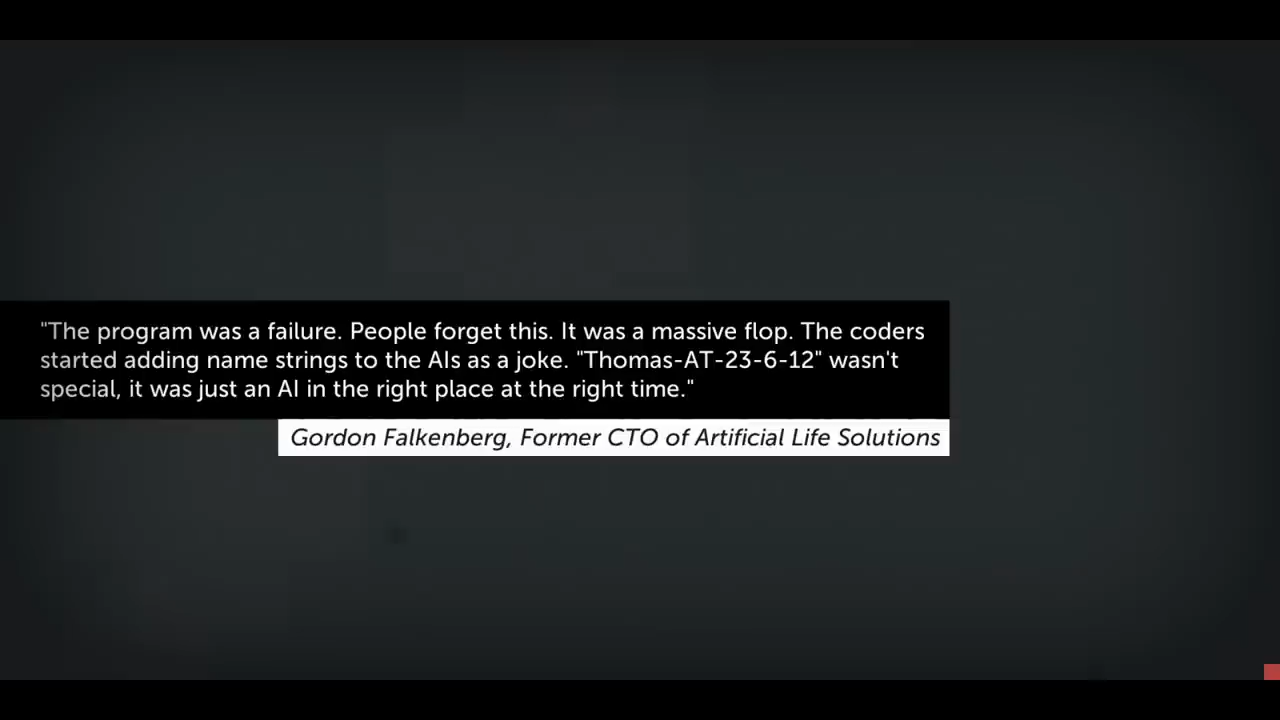 "The program was a failure. People forget this. It was a massive flop. The coders
started adding name strings to the AIs as a joke. "Thomas-AT-23-6-12" wasn't
special, it was just an AI in the right place at the right time."
Gordon Falkenberg, Former CTO of Artificial Life Solutions